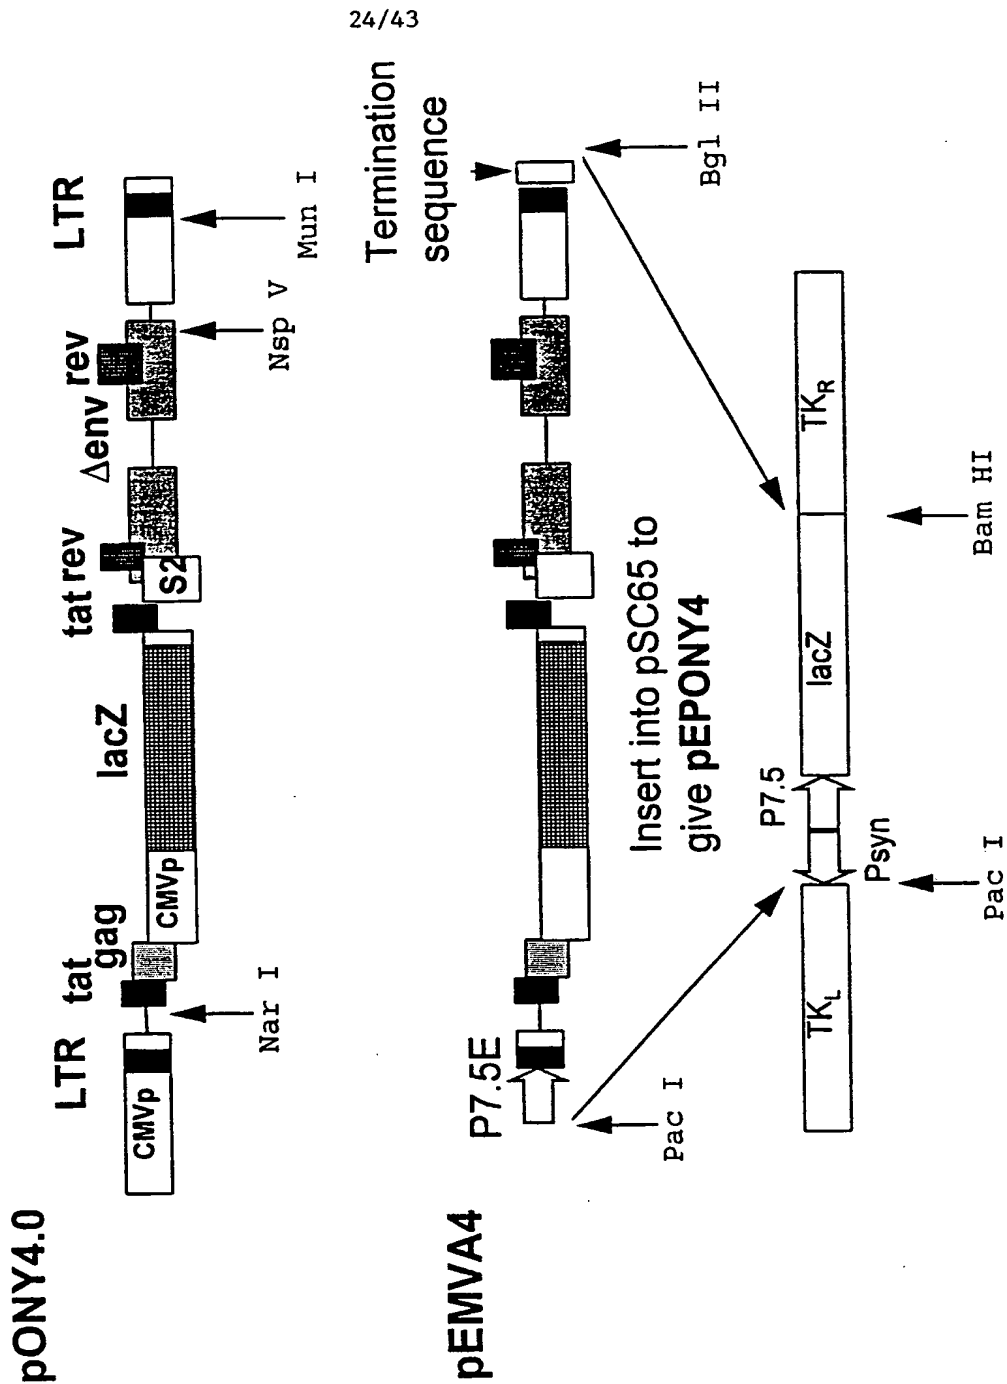 24/43
pONY4.0
LTR
tat
gag
lacZ
tat rev
Δenv
rev
LTR
CMVp
CMVp
S2
Nar I
Nsp V
Mun I
pEMVA4
P7.5E
Termination
sequence
Pac I
Bgl II
Insert into pSC65 to
give pEPONY4
TKL
Psyn
P7.5
lacZ
TKR
Pac I
Bam HI